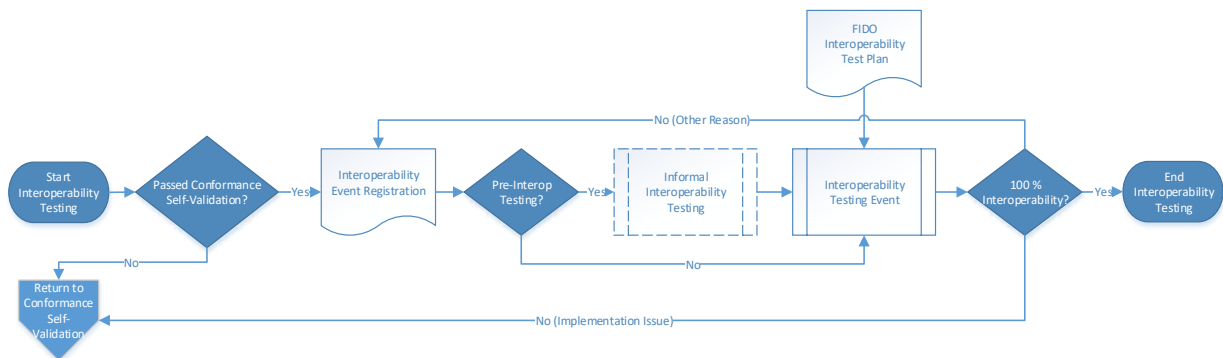 FIDO
Interoperability
Test Plan
No (Other Reason)
Start
Interoperability
Testing
Passed Conformance
Self-Validation?
Yes
Interoperability
Event Registration
Pre-Interop
Testing?
Yes
Informal
Interoperability
Testing
Interoperability
Testing Event
100 %
Interoperability?
Yes
End
Interoperability
Testing
No
No
Return to
Conformance
Self-
Validation
No (Implementation Issue)